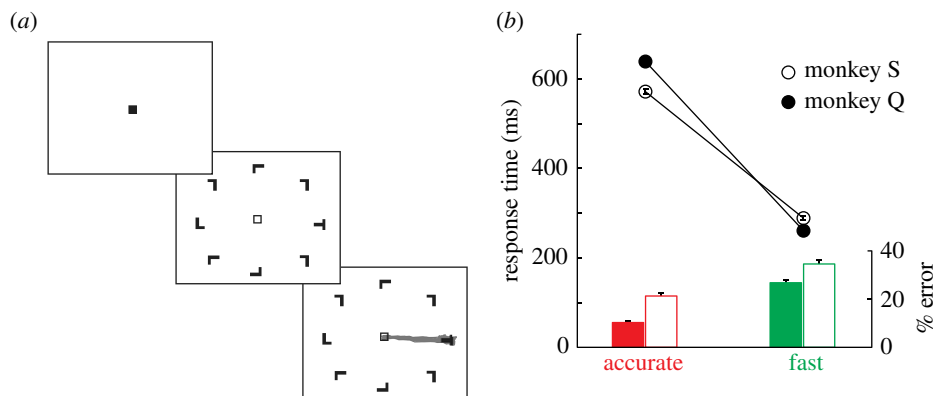 (a)
(b)
600
400
200
0
response time (ms)
monkey S
monkey Q
40
20
0
% error
accurate
fast